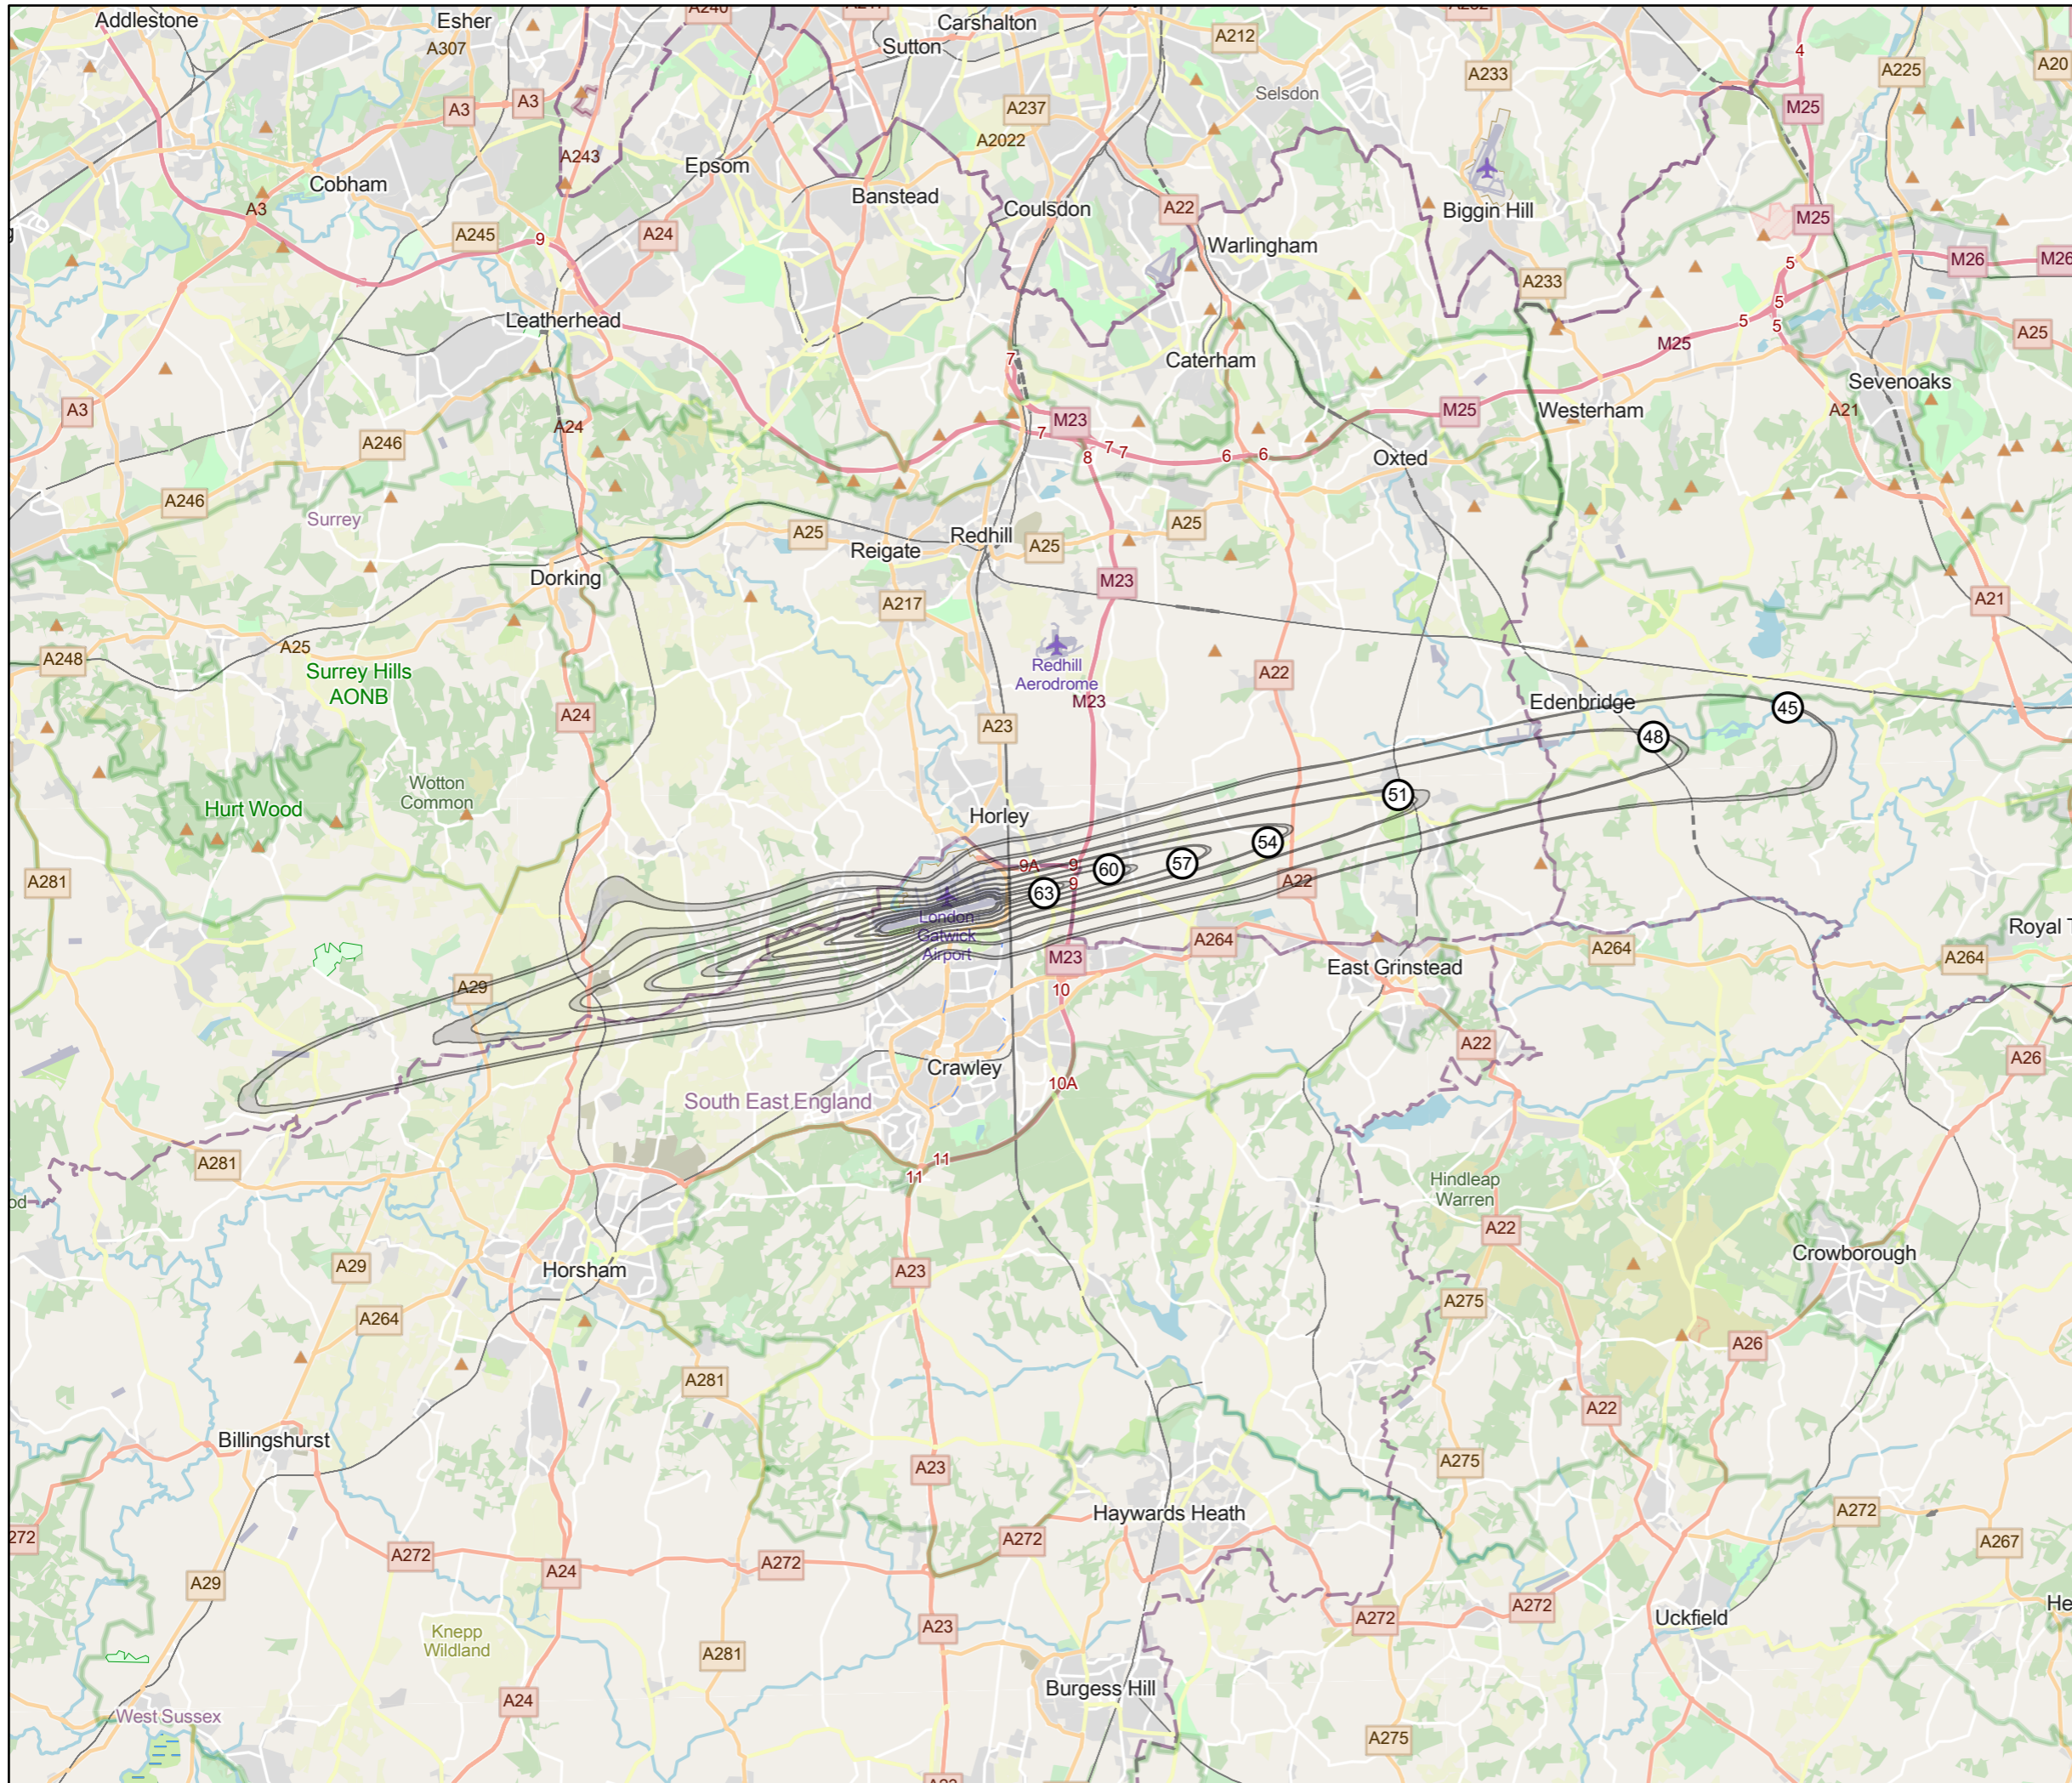 Addlestone
Esher
A240
Carshalton
A232
A307
Sutton
A212
4
A233
A225
A20
Selsdon
A3
A3
A237
M25
A2022
A243
Epsom
Cobham
Banstead
Coulsdon
A22
Biggin Hill
A3
M25
A245
9
A24
Warlingham
M26
M26
5
A233
5
Leatherhead
5
5
A25
M25
7
Caterham
Sevenoaks
A3
A24
M23
M25
Westerham
A21
A246
7
7
7
8
6
6
Oxted
A246
Surrey
A25
Redhill
A25
A25
Reigate
Dorking
M23
A217
A21
A25
A248
Surrey Hills
AONB
Redhill
Aerodrome
A22
M23
Edenbridge
45
A24
A23
48
Wotton
Common
51
Hurt Wood
Horley
54
9A
9
60
57
A281
9
63
A22
London
Gatwick
Airport
A264
A264
A264
Royal T
M23
East Grinstead
A29
10
A22
A26
Crawley
10A
South East England
A281
11
11
Hindleap
Warren
od
A22
Crowborough
A29
Horsham
A23
A275
A264
A26
A281
A22
Billingshurst
A23
A275
Haywards Heath
A272
272
A272
A272
A272
A267
A24
A29
A272
A272
He
Uckfield
Knepp
Wildland
A23
A281
Burgess Hill
A24
West Sussex
A275
A23